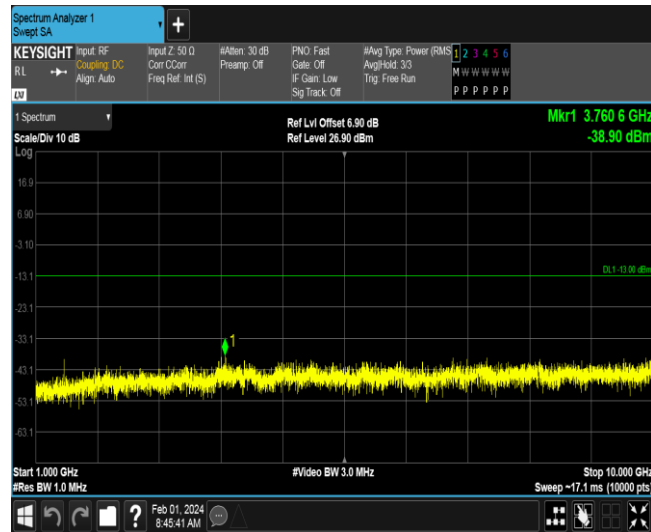 Spectrum Analyzer 1
Swept SA
+
KEYSIGHT
RL
LXI
Input: RF
Coupling: DC
Align: Auto
Input Z: 50 Ω
Corr CCorr
Freq Ref: Int (S)
#Atten: 30 dB
Preamp: Off
PNO: Fast
Gate: Off
IF Gain: Low
Sig Track: Off
#Avg Type: Power (RMS
Avg|Hold: 3/3
Trig: Free Run
1 2 3 4 5 6
M W W W W W
P P P P P P
1 Spectrum
Scale/Div 10 dB
Log
Ref Lvl Offset 6.90 dB
Ref Level 26.90 dBm
Mkr1 3.760 6 GHz
-38.90 dBm
16.9
6.90
-3.10
-13.1
DL1 -13.00 dBm
-23.1
-33.1
1
-43.1
-53.1
-63.1
Start 1.000 GHz
#Video BW 3.0 MHz
Stop 10.000 GHz
#Res BW 1.0 MHz
Sweep ~17.1 ms (10000 pts
?
Feb 01, 2024
8:45:41 AM